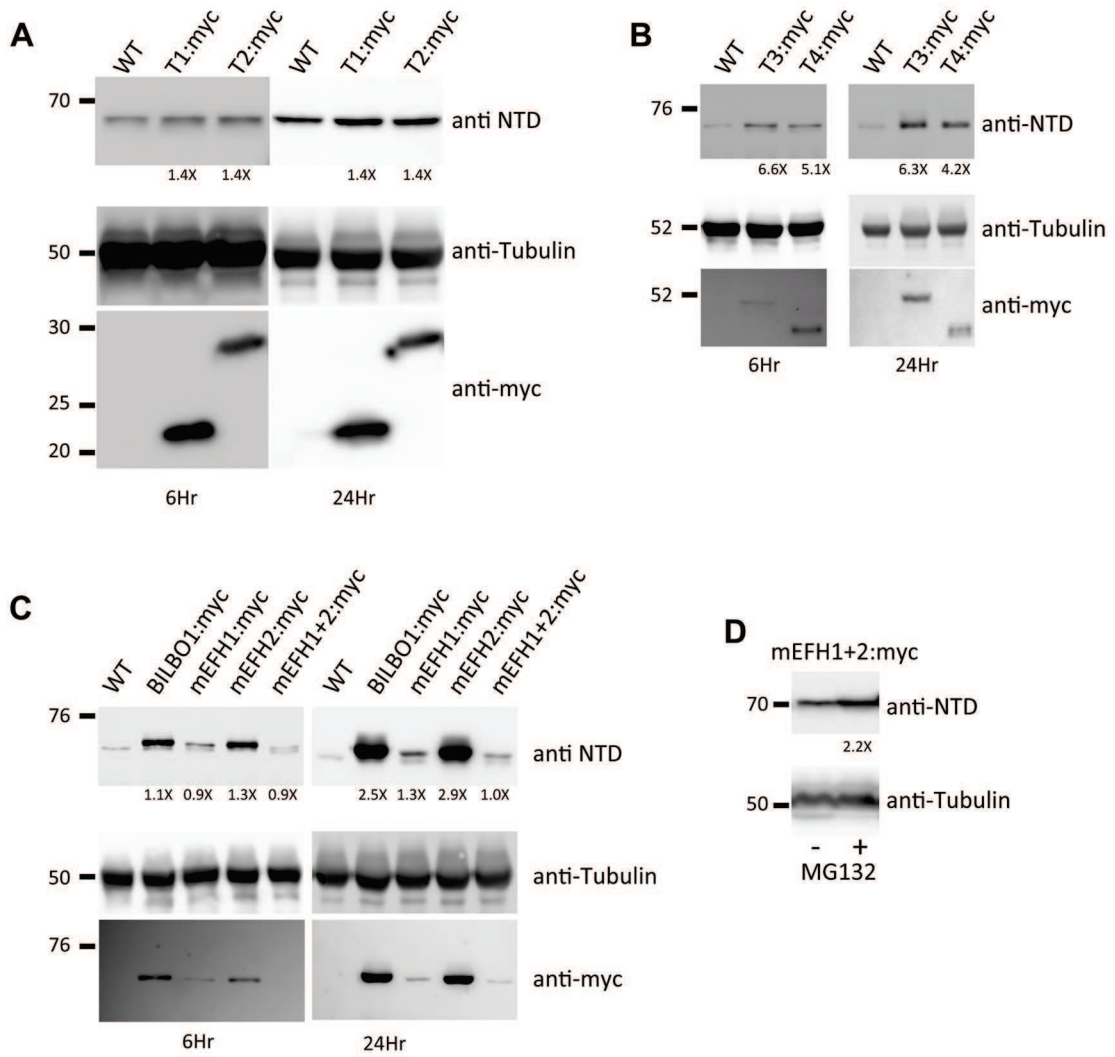 A
WT T1:myc T2:myc WT T1:myc T2:myc
70
anti NTD
1.4X 1.4X 1.4X 1.4X
50
anti-Tubulin
30
25
20
anti-myc
6Hr 24Hr
B
WT T3:myc T4:myc WT T3:myc T4:myc
76
anti-NTD
6.6X 5.1X 6.3X 4.2X
52
anti-Tubulin
52
anti-myc
6Hr 24Hr
C
WT BILBO1:myc mEFH1:myc mEFH2:myc mEFH1+2:myc WT BILBO1:myc mEFH1:myc mEFH2:myc mEFH1+2:myc
76
anti NTD
1.1X 0.9X 1.3X 0.9X 2.5X 1.3X 2.9X 1.0X
50
anti-Tubulin
76
anti-myc
6Hr 24Hr
D
mEFH1+2:myc
70
anti-NTD
2.2X
50
anti-Tubulin
- +
MG132